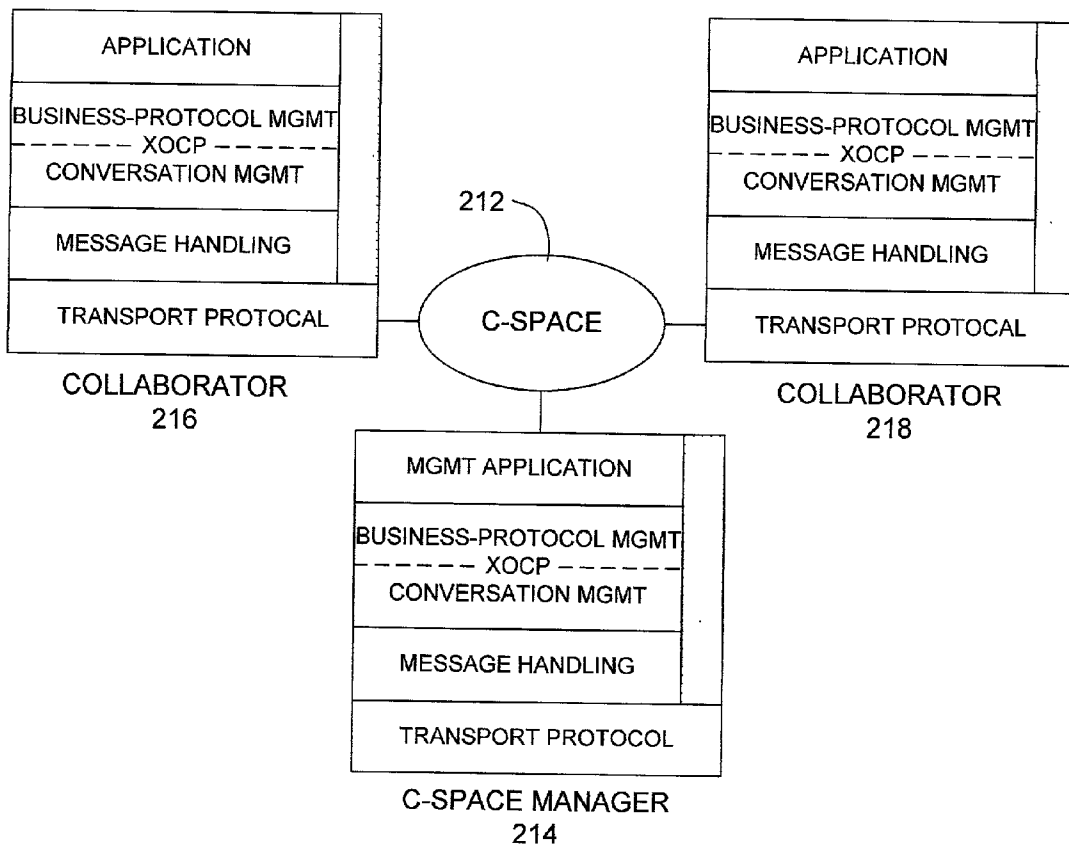 APPLICATION
BUSINESS-PROTOCOL MGMT
XOCP
CONVERSATION MGMT
MESSAGE HANDLING
TRANSPORT PROTOCAL
COLLABORATOR
216
212
C-SPACE
APPLICATION
BUSINESS-PROTOCOL MGMT
XOCP
CONVERSATION MGMT
MESSAGE HANDLING
TRANSPORT PROTOCAL
COLLABORATOR
218
MGMT APPLICATION
BUSINESS-PROTOCOL MGMT
XOCP
CONVERSATION MGMT
MESSAGE HANDLING
TRANSPORT PROTOCOL
C-SPACE MANAGER
214